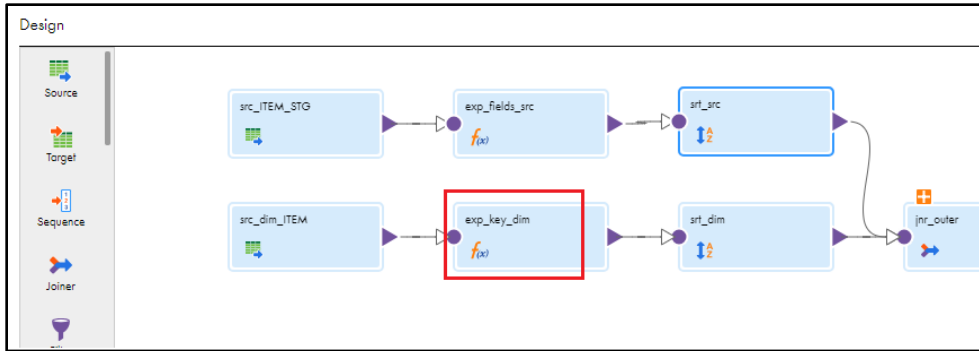 Design
Source
Target
Sequence
Joiner
src_ITEM_STG
exp_fields_src
srt_src
src_dim_ITEM
exp_key_dim
srt_dim
jnr_outer